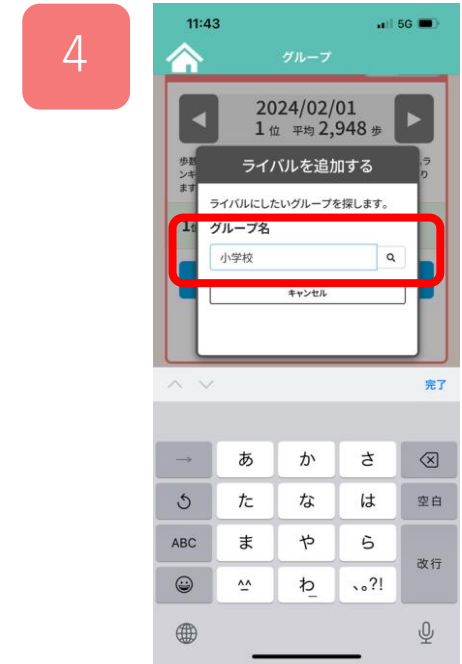 4
11:43
5G
グループ
2024/02/01
1位 平均 2,948 歩
ライバルを追加する
ライバルにしたいグループを探します。
グループ名
小学校
キャンセル
完了
→ あ か さ
た な は 空白
ABC ま や ら 改行
^^ わ_ 、。?!